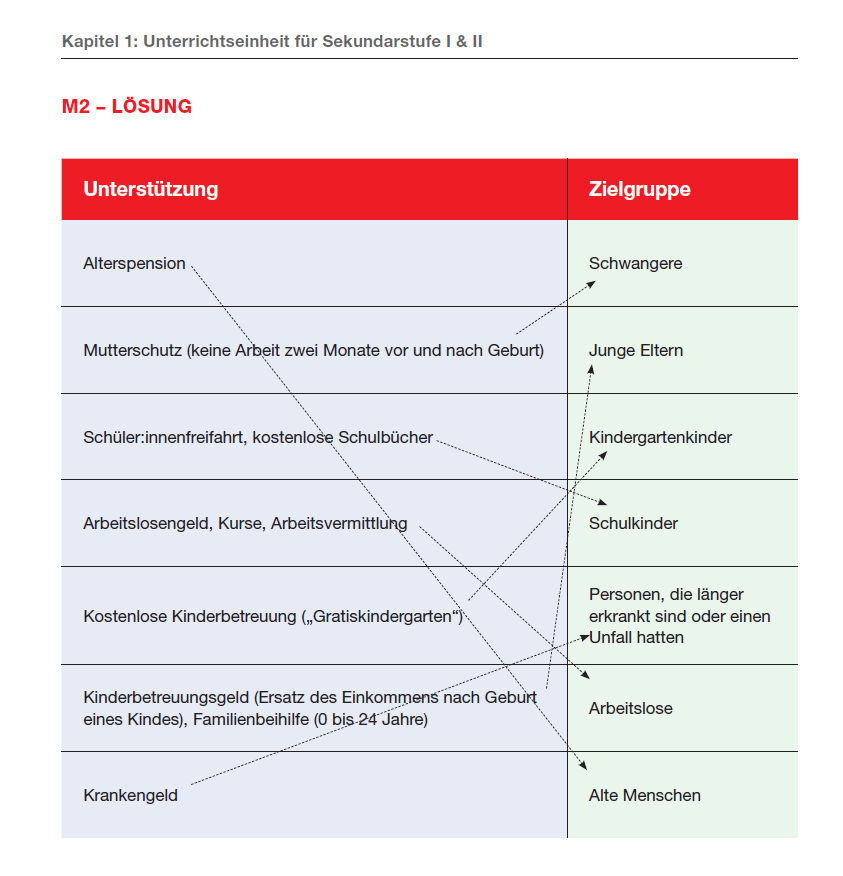 Kapitel 1: Unterrichtseinheit für Sekundarstufe I & II
M2 – LÖSUNG
Unterstützung
Zielgruppe
Alterspension
Schwangere
Mutterschutz (keine Arbeit zwei Monate vor und nach Geburt)
Junge Eltern
Schüler:innenfreifahrt, kostenlose Schulbücher
Kindergartenkinder
Arbeitslosengeld, Kurse, Arbeitsvermittlung
Schulkinder
Kostenlose Kinderbetreuung („Gratiskindergarten“)
Personen, die länger
erkrankt sind oder einen
Unfall hatten
Kinderbetreuungsgeld (Ersatz des Einkommens nach Geburt
eines Kindes), Familienbeihilfe (0 bis 24 Jahre)
Arbeitslose
Krankengeld
Alte Menschen